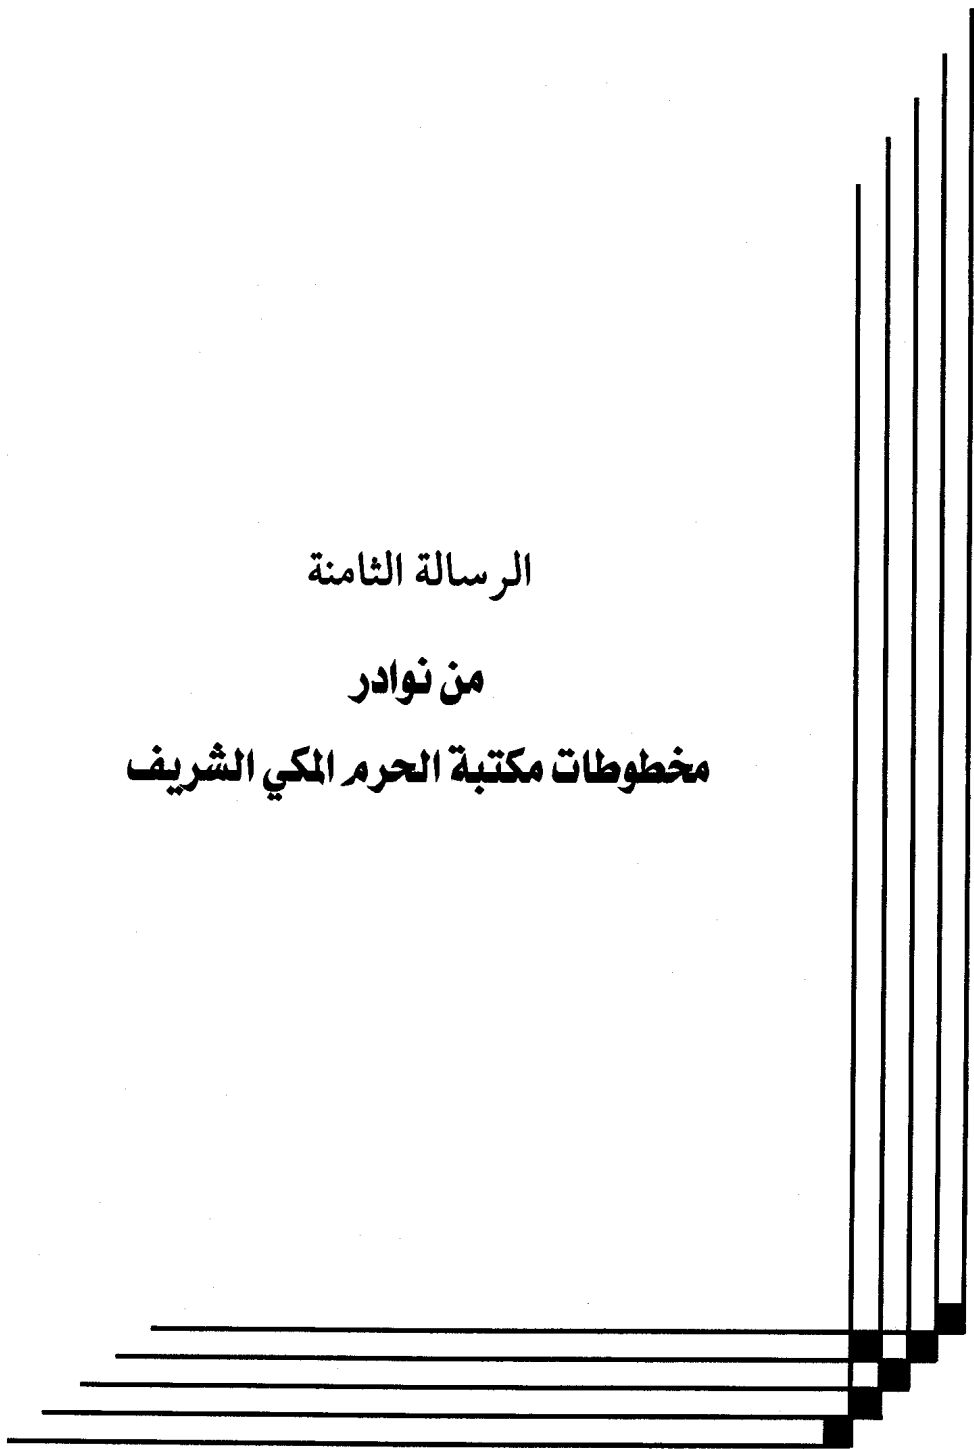 الرسالة الثامنة
من نوادر
مخطوطات مكتبة الحرم المكي الشريف